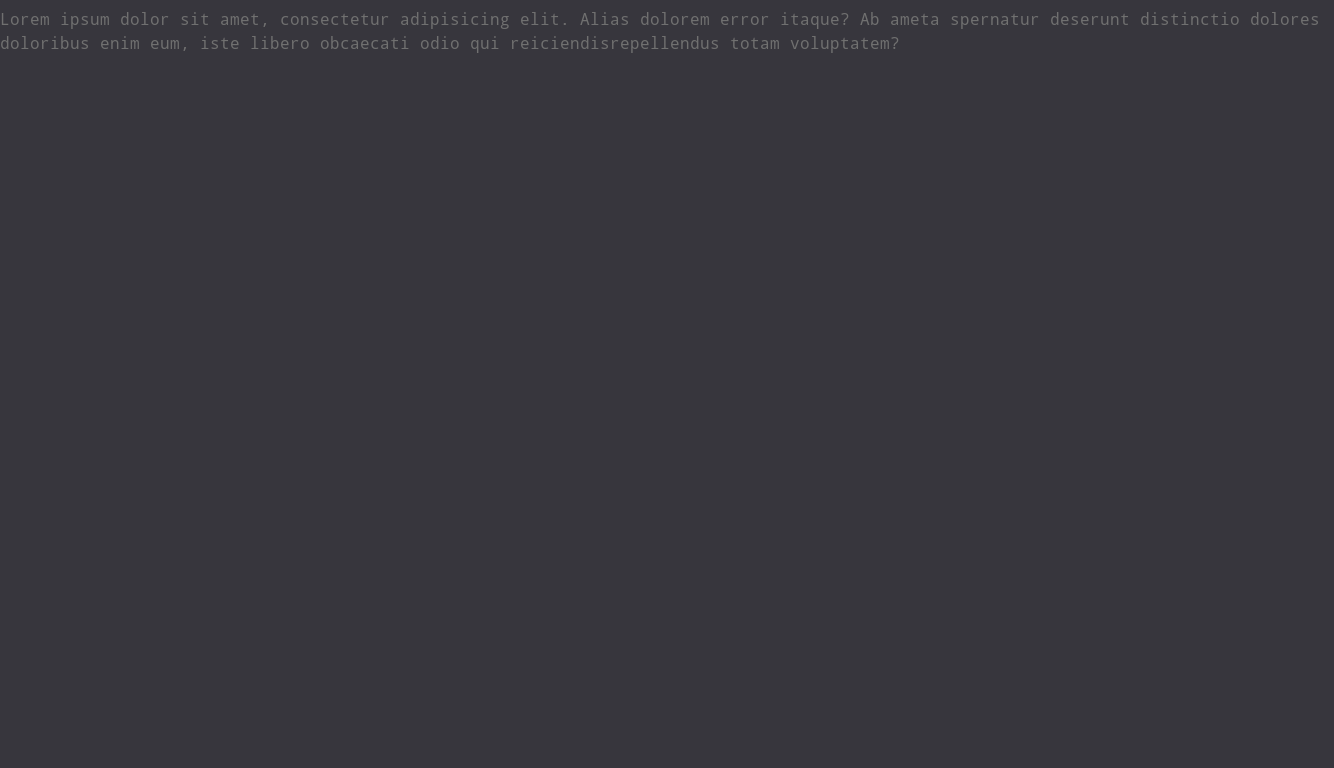 Lorem ipsum dolor sit amet, consectetur adipisicing elit. Alias dolorem error itaque? Ab ameta spernatur deserunt distinctio dolores
doloribus enim eum, iste libero obcaecati odio qui reiciendisrepellendus totam voluptatem?